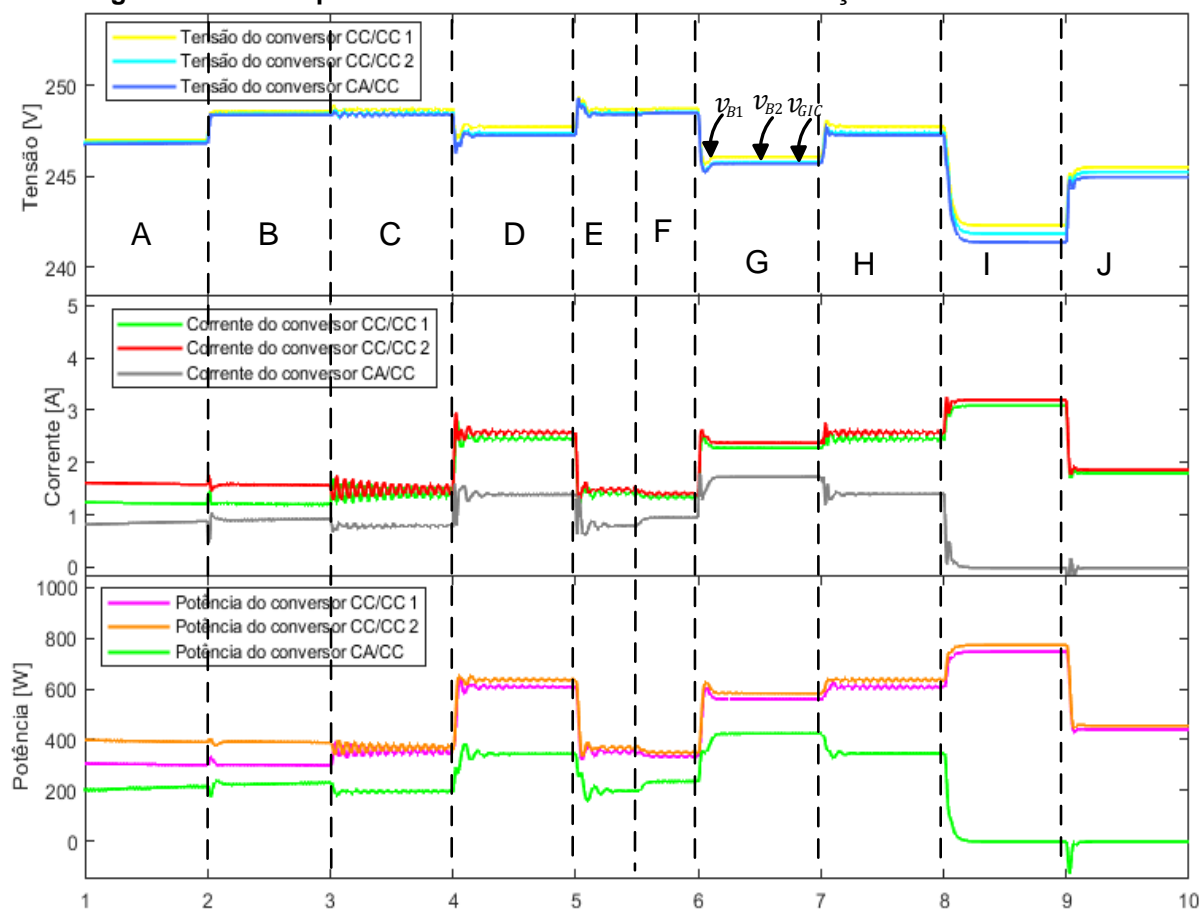 Tensão do conversor CC/CC 1
Tensão do conversor CC/CC 2
Tensão do conversor CA/CC
Tensão [V]
250
245
240
v_B1 v_B2 v_GIC
A B C D E F G H I J
Corrente do conversor CC/CC 1
Corrente do conversor CC/CC 2
Corrente do conversor CA/CC
Corrente [A]
5
4
3
2
1
0
Potência do conversor CC/CC 1
Potência do conversor CC/CC 2
Potência do conversor CA/CC
Potência [W]
1000
800
600
400
200
0
1 2 3 4 5 6 7 8 9 10